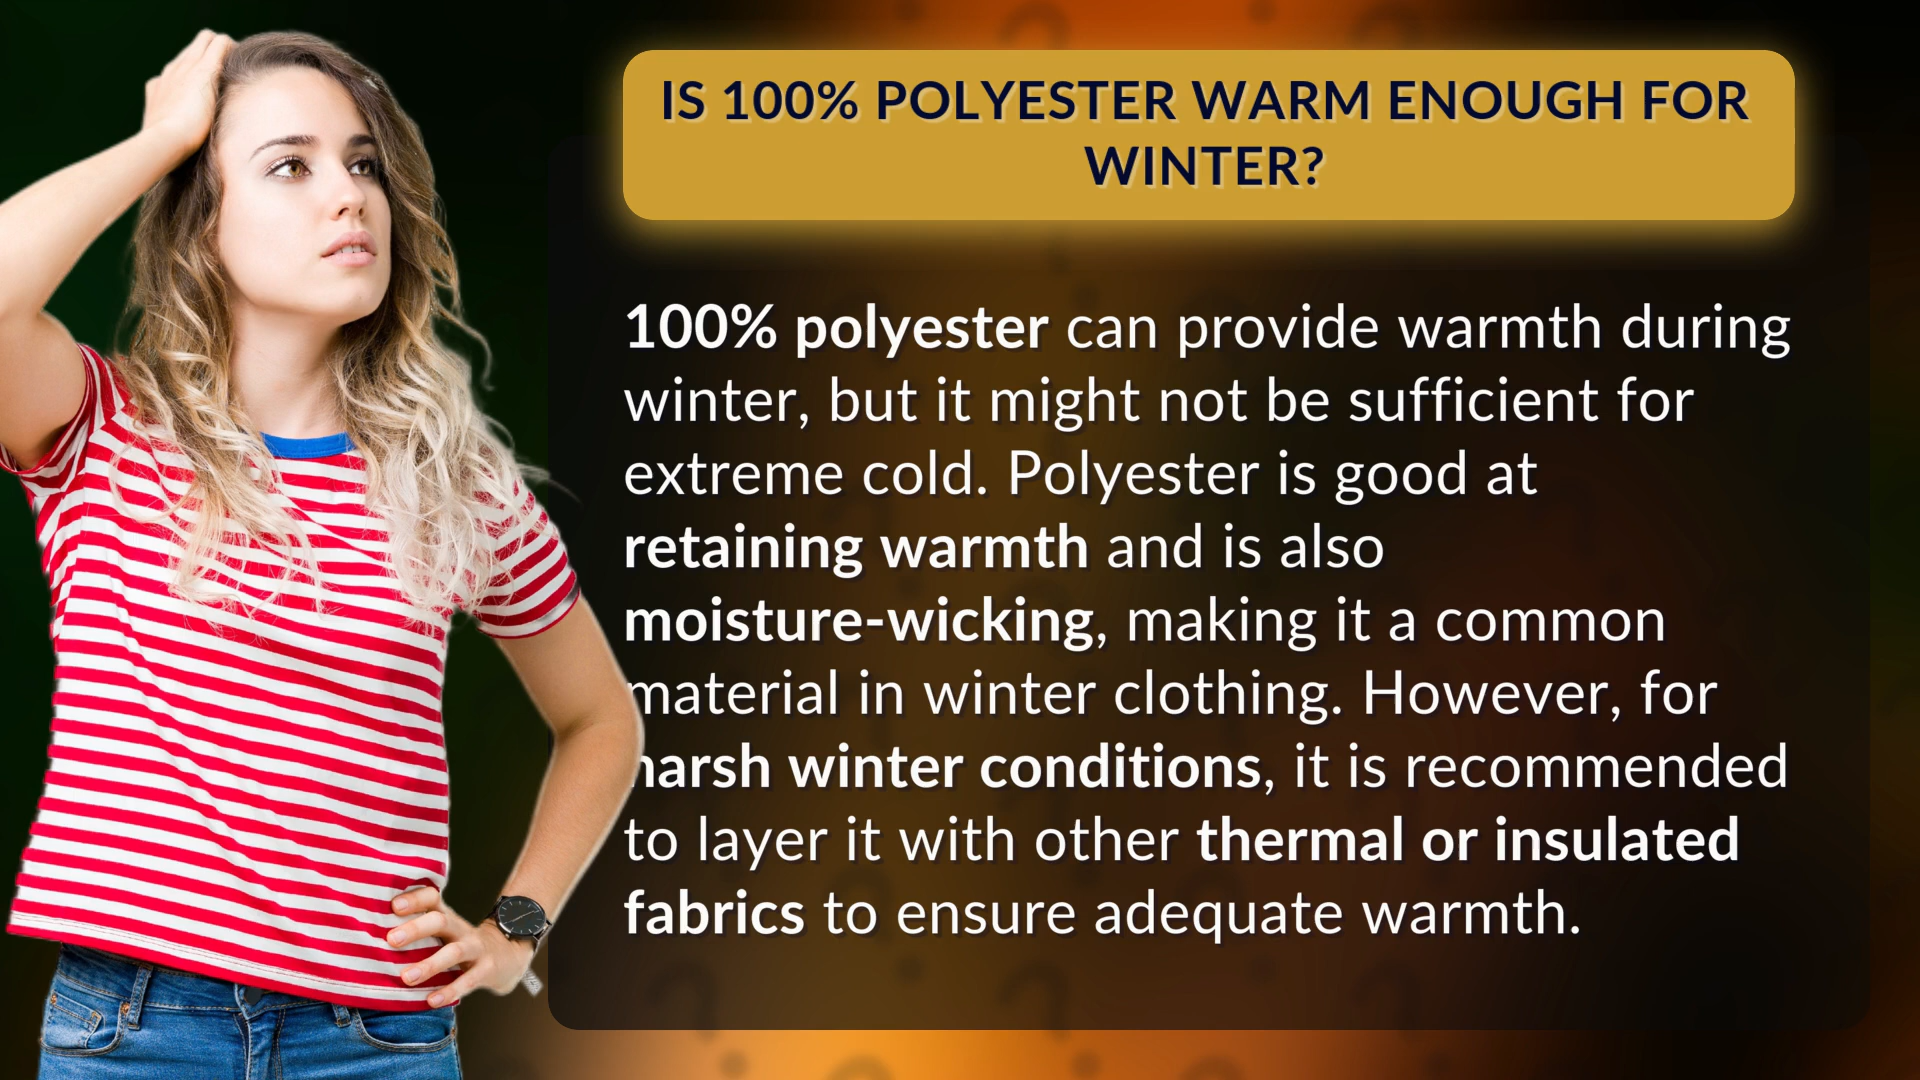 IS 100% POLYESTER WARM ENOUGH FOR
WINTER?
100% polyester can provide warmth during
winter, but it might not be sufficient for
extreme cold. Polyester is good at
retaining warmth and is also
moisture-wicking, making it a common
material in winter clothing. However, for
harsh winter conditions, it is recommended
to layer it with other thermal or insulated
fabrics to ensure adequate warmth.